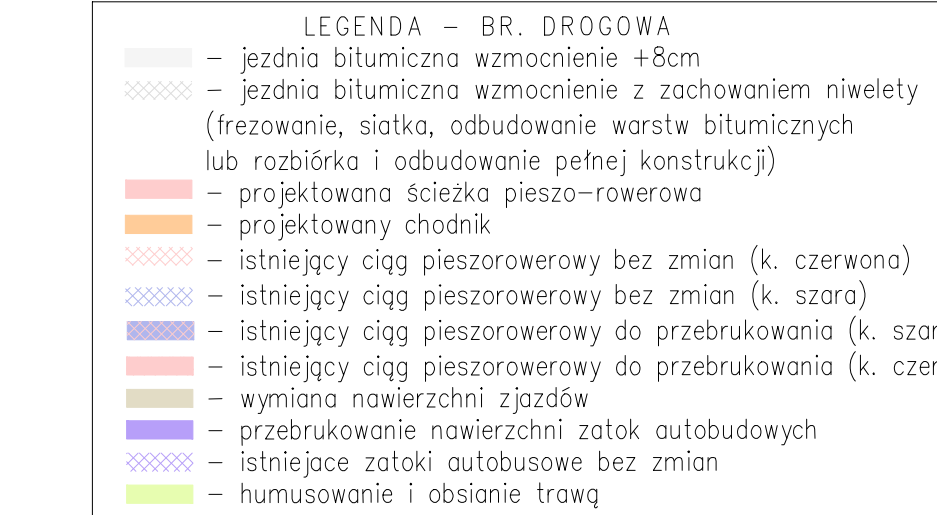 LEGENDA – BR. DROGOWA
– jezdnia bitumiczna wzmocnienie +8cm
– jezdnia bitumiczna wzmocnienie z zachowaniem niwelety
(frezowanie, siatka, odbudowanie warstw bitumicznych
lub rozbiórka i odbudowanie pełnej konstrukcji)
– projektowana ścieżka pieszo–rowerowa
– projektowany chodnik
– istniejący ciąg pieszorowerowy bez zmian (k. czerwona)
– istniejący ciąg pieszorowerowy bez zmian (k. szara)
– istniejący ciąg pieszorowerowy do przebrukowania (k. szar
– istniejący ciąg pieszorowerowy do przebrukowania (k. czer
– wymiana nawierzchni zjazdów
– przebrukowanie nawierzchni zatok autobudowych
– istniejace zatoki autobusowe bez zmian
– humusowanie i obsianie trawą